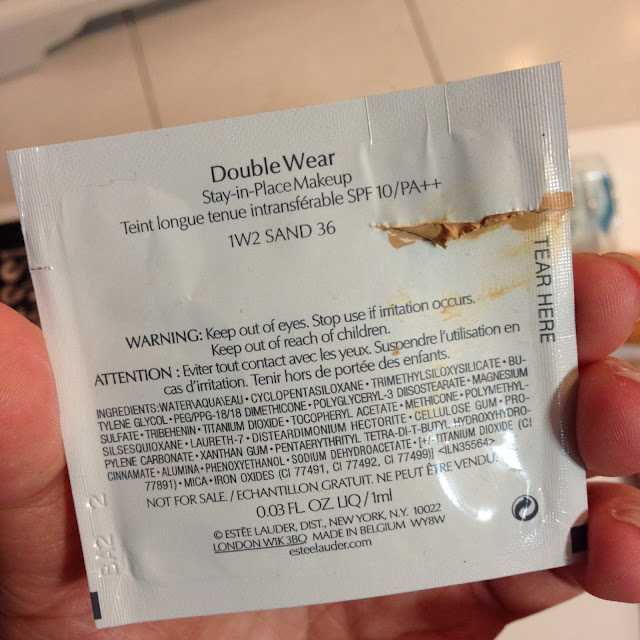 Double Wear
Stay-in-Place Makeup
Teint longue tenue intransférable SPF 10/PA++
1W2 SAND 36
TEAR HERE
WARNING: Keep out of eyes. Stop use if irritation occurs.
Keep out of reach of children.
ATTENTION : Eviter tout contact avec les yeux. Suspendre l'utilisation en
cas d'irritation. Tenir hors de portée des enfants.
INGREDIENTS: WATER\AQUA\EAU • CYCLOPENTASILOXANE • TRIMETHYLSILOXYSILICATE • BU-
TYLENE GLYCOL • PEG/PPG-18/18 DIMETHICONE • POLYGLYCERYL-3 DIISOSTEARATE • MAGNESIUM
SULFATE • TRIBEHENIN • TITANIUM DIOXIDE • TOCOPHERYL ACETATE • METHICONE • POLYMETHYL-
SILSESQUIOXANE • LAURETH-7 • DISTEARDIMONIUM HECTORITE • CELLULOSE GUM • PRO-
PYLENE CARBONATE • XANTHAN GUM • PENTAERYTHRITYL TETRA-DI-T-BUTYL HYDROXYHYDRO-
CINNAMATE • ALUMINA • PHENOXYETHANOL • SODIUM DEHYDROACETATE • [+/- TITANIUM DIOXIDE (CI
77891) • MICA • IRON OXIDES (CI 77491, CI 77492, CI 77499)] <ILN35564>
NOT FOR SALE. / ECHANTILLON GRATUIT. NE PEUT ÊTRE VENDU.
0.03 FL. OZ. LIQ / 1ml
© ESTÉE LAUDER, DIST., NEW YORK, N.Y. 10022
LONDON W1K 3BQ MADE IN BELGIUM WY8W
esteelauder.com